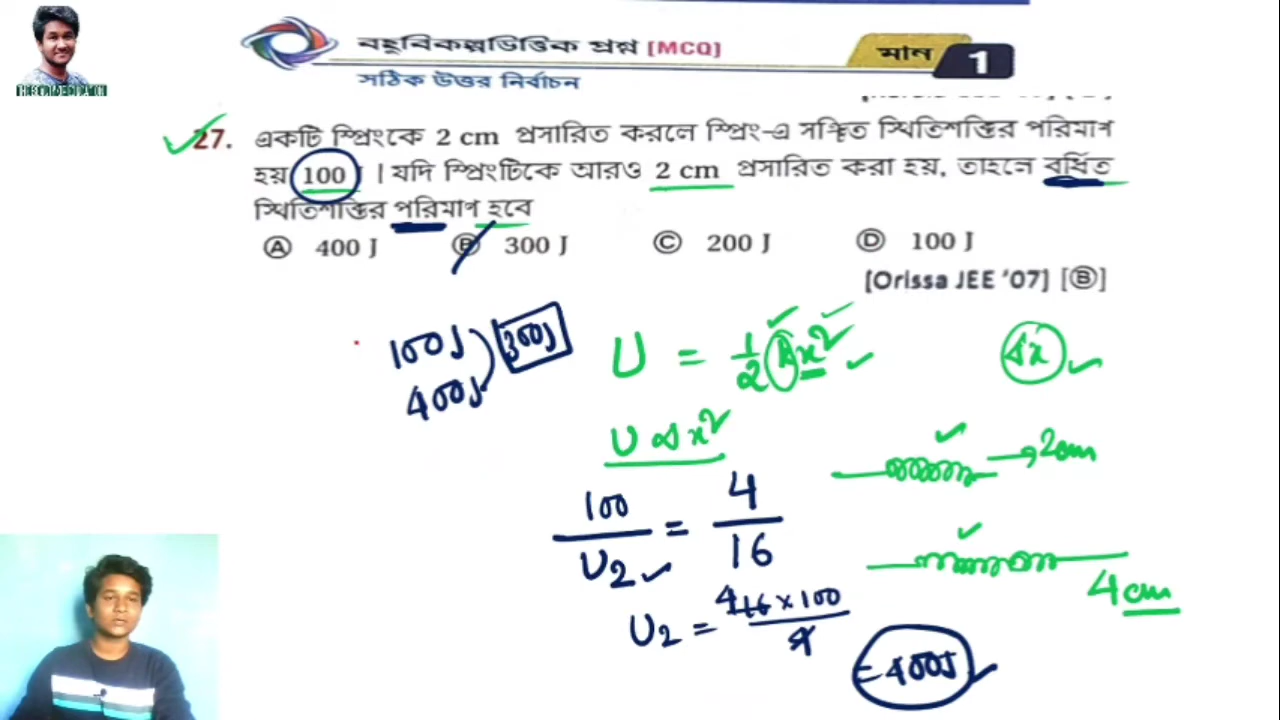 বহুবিকল্পভিত্তিক প্রশ্ন [MCQ]
মান 1
সঠিক উত্তর নির্বাচন
27. একটি স্প্রিংকে 2 cm প্রসারিত করলে স্প্রিং-এ সঞ্চিত স্থিতিশক্তির পরিমাণ
হয় 100 । যদি স্প্রিংটিকে আরও 2 cm প্রসারিত করা হয়, তাহলে বর্ধিত
স্থিতিশক্তির পরিমাণ হবে
Ⓐ 400 J Ⓑ 300 J Ⓒ 200 J Ⓓ 100 J
[Orissa JEE '07] [Ⓑ]
100J
400J
300J
U = 1/2 kx²
Δx
U α x²
2cm
100/U2 = 4/16
4cm
U2 = 16 × 100/4
= 400J